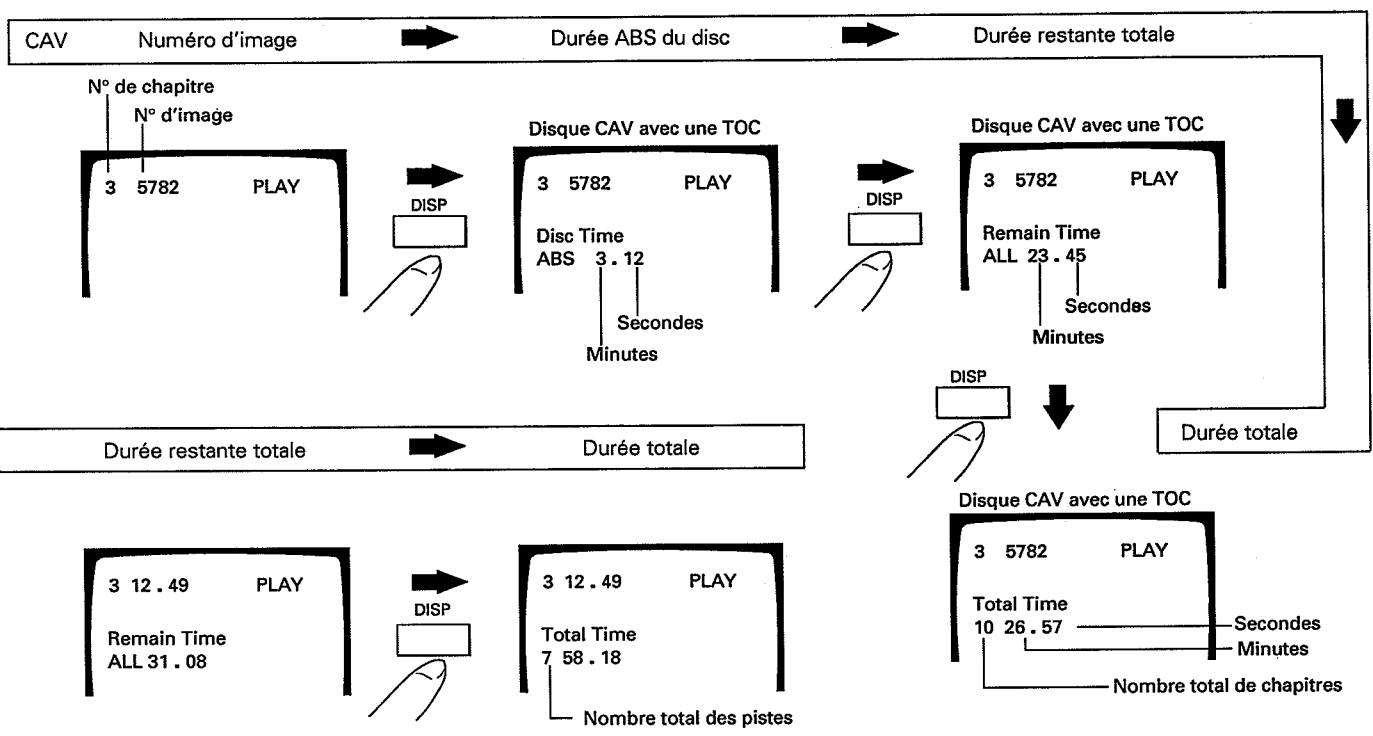 CAV Numéro d'image Durée ABS du disc Durée restante totale
N° de chapitre
N° d'image
3 5782 PLAY
DISP
Disque CAV avec une TOC
3 5782 PLAY
Disc Time
ABS 3.12
Secondes
Minutes
DISP
Disque CAV avec une TOC
3 5782 PLAY
Remain Time
ALL 23.45
Secondes
Minutes
DISP
Durée totale
Disque CAV avec une TOC
3 5782 PLAY
Total Time
10 26.57
Secondes
Minutes
Nombre total de chapitres
Durée restante totale Durée totale
3 12.49 PLAY
Remain Time
ALL 31.08
DISP
3 12.49 PLAY
Total Time
7 58.18
Nombre total des pistes